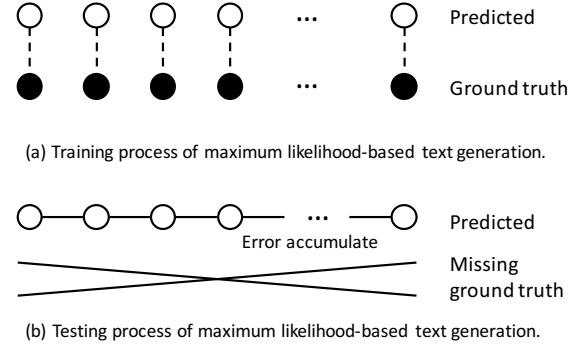 ... Predicted
... Ground truth
(a) Training process of maximum likelihood-based text generation.
... Predicted
Error accumulate
Missing
ground truth
(b) Testing process of maximum likelihood-based text generation.